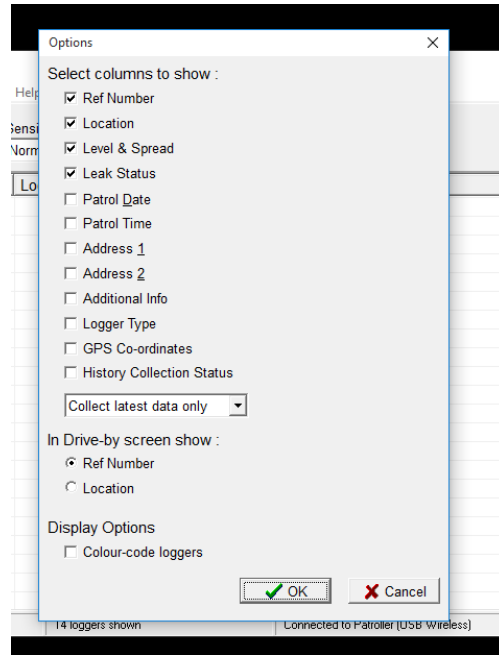 Options
Select columns to show :
Help
Ref Number
Location
Sensi
Level & Spread
Norm
Leak Status
Lo
Patrol Date
Patrol Time
Address 1
Address 2
Additional Info
Logger Type
GPS Co-ordinates
History Collection Status
Collect latest data only
In Drive-by screen show :
Ref Number
Location
Display Options
Colour-code loggers
OK Cancel
14 loggers shown Connected to Patroller (USB Wireless)